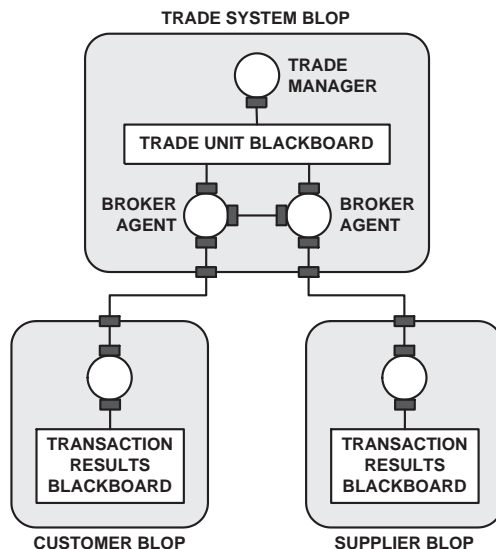 TRADE SYSTEM BLOP
TRADE
MANAGER
TRADE UNIT BLACKBOARD
BROKER
AGENT
BROKER
AGENT
TRANSACTION
RESULTS
BLACKBOARD
TRANSACTION
RESULTS
BLACKBOARD
CUSTOMER BLOP
SUPPLIER BLOP